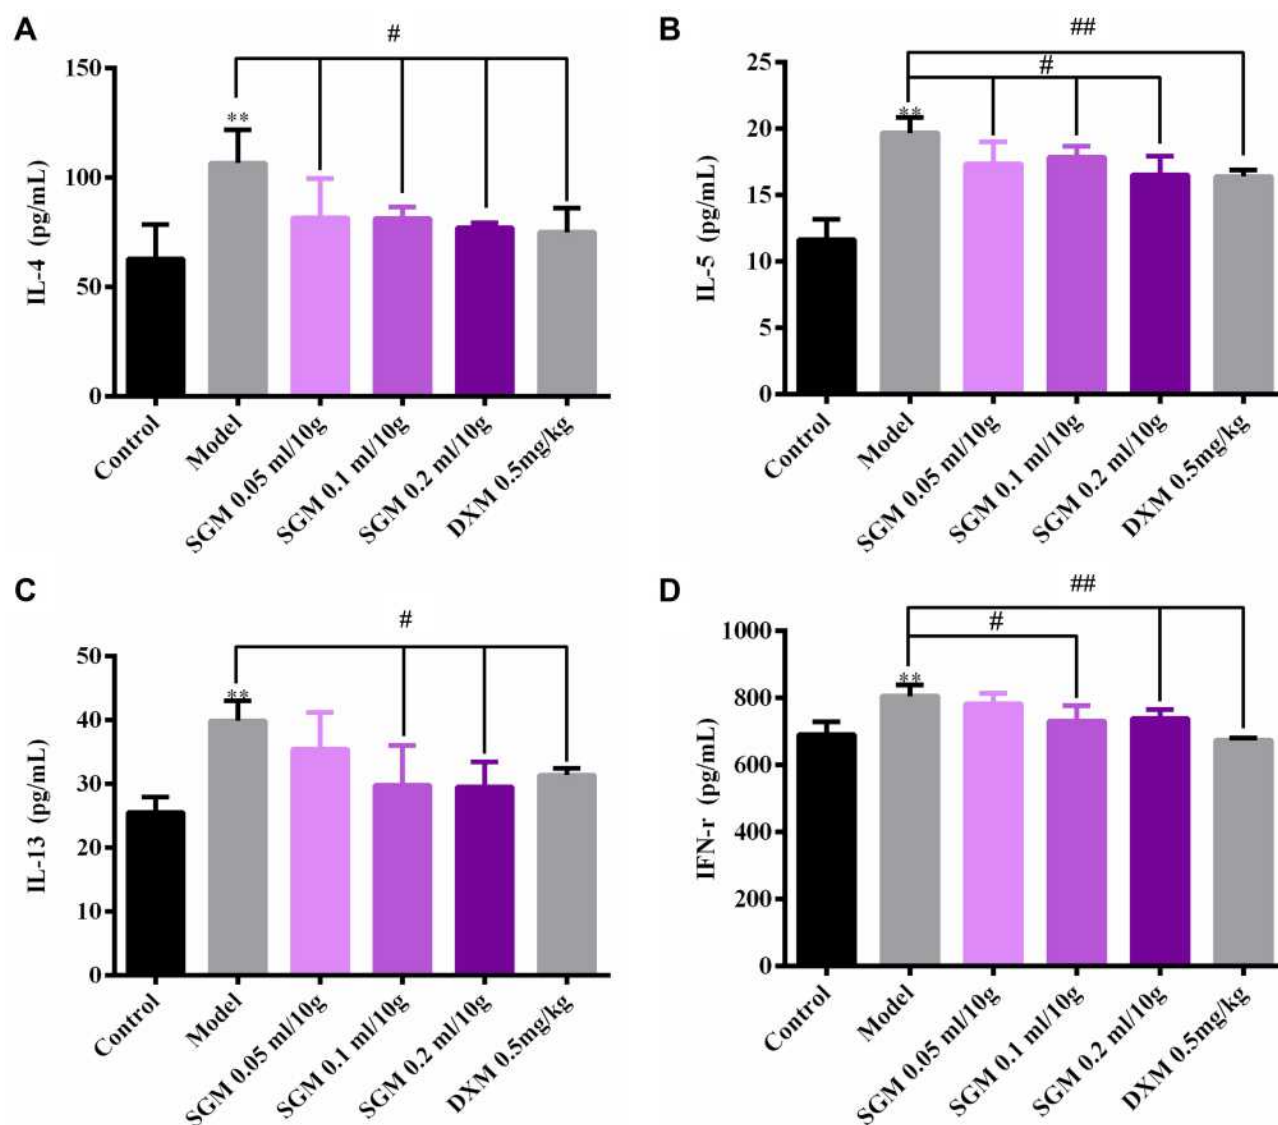 A
#
150
100
50
0
**
IL-4 (pg/mL)
Control
Model
SGM 0.05 ml/10g
SGM 0.1 ml/10g
SGM 0.2 ml/10g
DXM 0.5mg/kg
B
##
#
25
20
15
10
5
0
**
IL-5 (pg/mL)
Control
Model
SGM 0.05 ml/10g
SGM 0.1 ml/10g
SGM 0.2 ml/10g
DXM 0.5mg/kg
C
#
50
40
30
20
10
0
**
IL-13 (pg/mL)
Control
Model
SGM 0.05 ml/10g
SGM 0.1 ml/10g
SGM 0.2 ml/10g
DXM 0.5mg/kg
D
##
#
1000
800
600
400
200
0
**
IFN-r (pg/mL)
Control
Model
SGM 0.05 ml/10g
SGM 0.1 ml/10g
SGM 0.2 ml/10g
DXM 0.5mg/kg